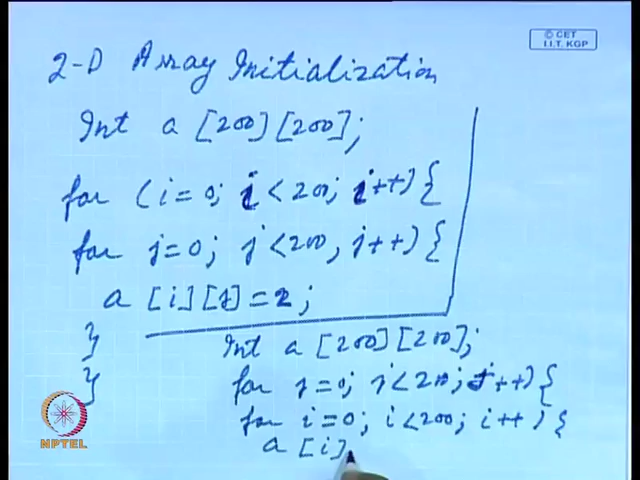 © CET
I.I.T. KGP
2-D Array Initialization
Int a [200][200];
for (i=0; i<200; i++){
for j=0; j<200, j++){
a [i][j]=2;
}
}
Int a [200][200];
for j=0; j<200; j++){
for i=0; i<200; i++){
a [i]
NPTEL